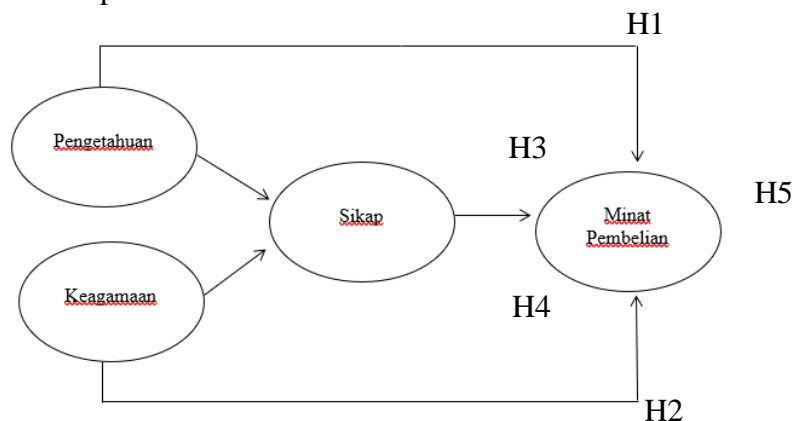 H1
Pengetahuan
H3
H5
Sikap
Minat
Pembelian
Keagamaan
H4
H2